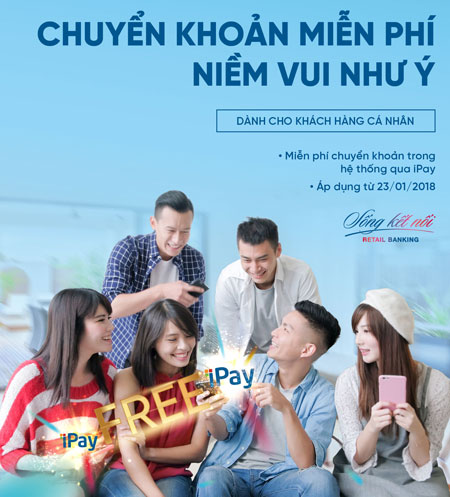 CHUYỂN KHOẢN MIỄN PHÍ
NIỀM VUI NHƯ Ý
DÀNH CHO KHÁCH HÀNG CÁ NHÂN
• Miễn phí chuyển khoản trong
hệ thống qua iPay
• Áp dụng từ 23/01/2018
Sống kết nối
RETAIL BANKING
iPay FREE iPay